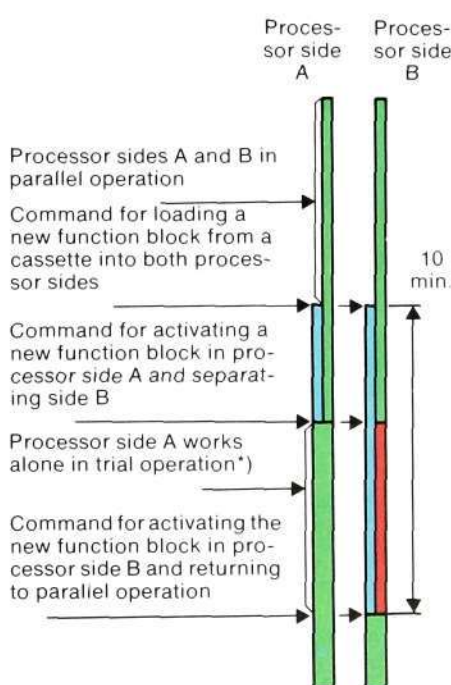 Proces-
sor side
A
Proces-
sor side
B
Processor sides A and B in
parallel operation
Command for loading a
new function block from a
cassette into both proces-
sor sides
10
min.
Command for activating a
new function block in pro-
cessor side A and separat-
ing side B
Processor side A works
alone in trial operation*)
Command for activating the
new function block in pro-
cessor side B and returning
to parallel operation